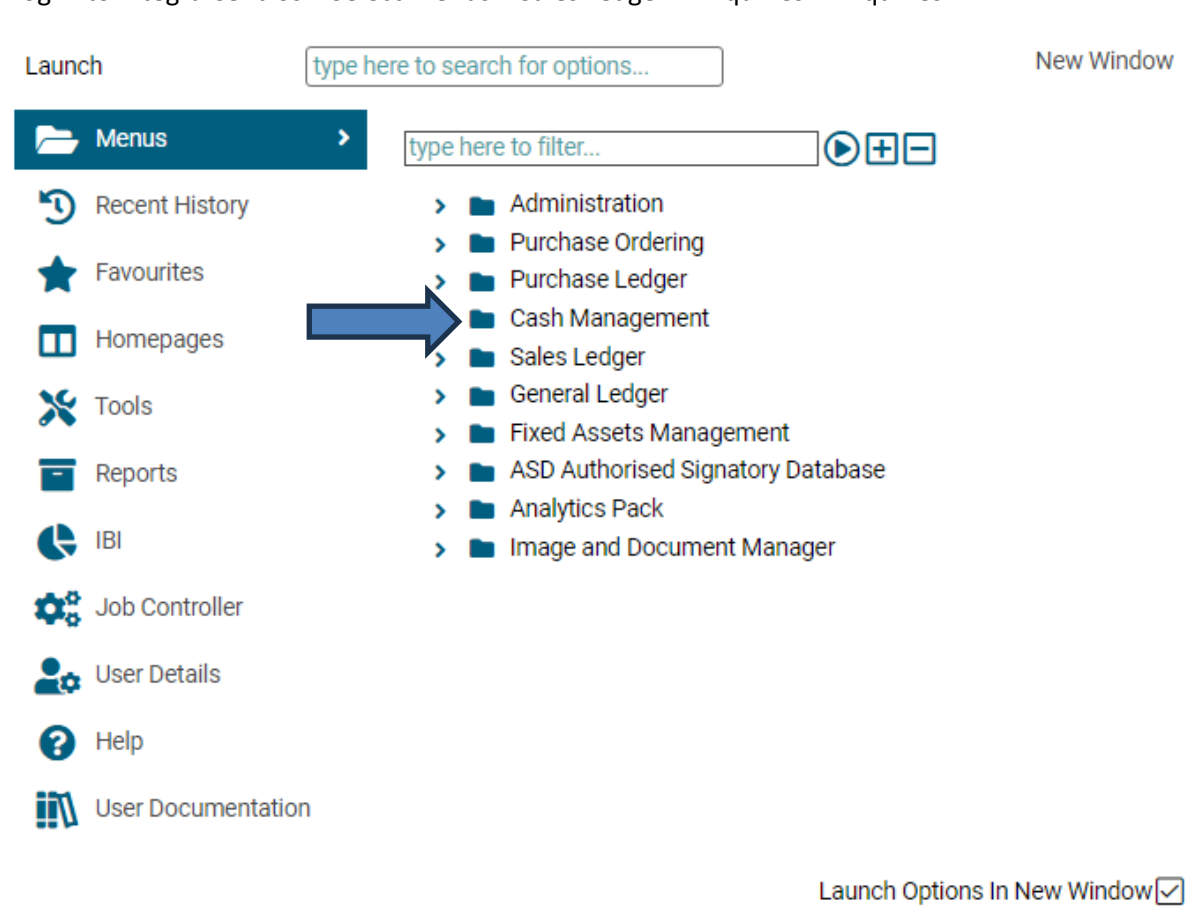 Launch
type here to search for options...
New Window
Menus
type here to filter...
Recent History
Favourites
Homepages
Tools
Reports
IBI
Job Controller
User Details
Help
User Documentation
Administration
Purchase Ordering
Purchase Ledger
Cash Management
Sales Ledger
General Ledger
Fixed Assets Management
ASD Authorised Signatory Database
Analytics Pack
Image and Document Manager
Launch Options In New Window